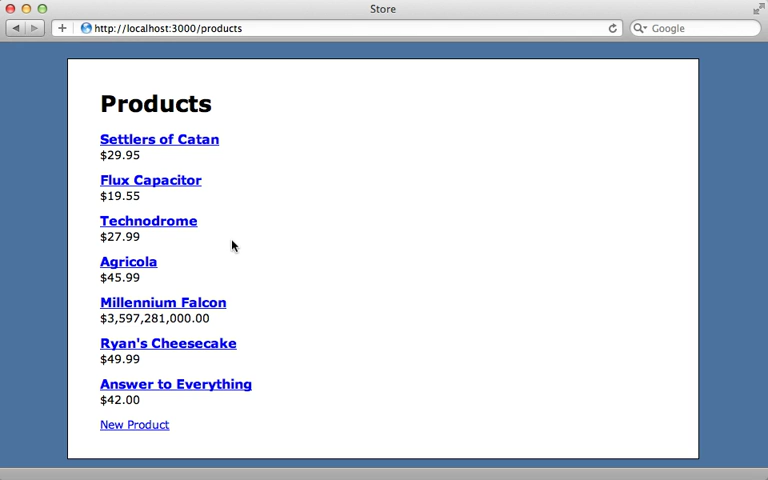 Store
http://localhost:3000/products
Google
Products
Settlers of Catan
$29.95
Flux Capacitor
$19.55
Technodrome
$27.99
Agricola
$45.99
Millennium Falcon
$3,597,281,000.00
Ryan's Cheesecake
$49.99
Answer to Everything
$42.00
New Product